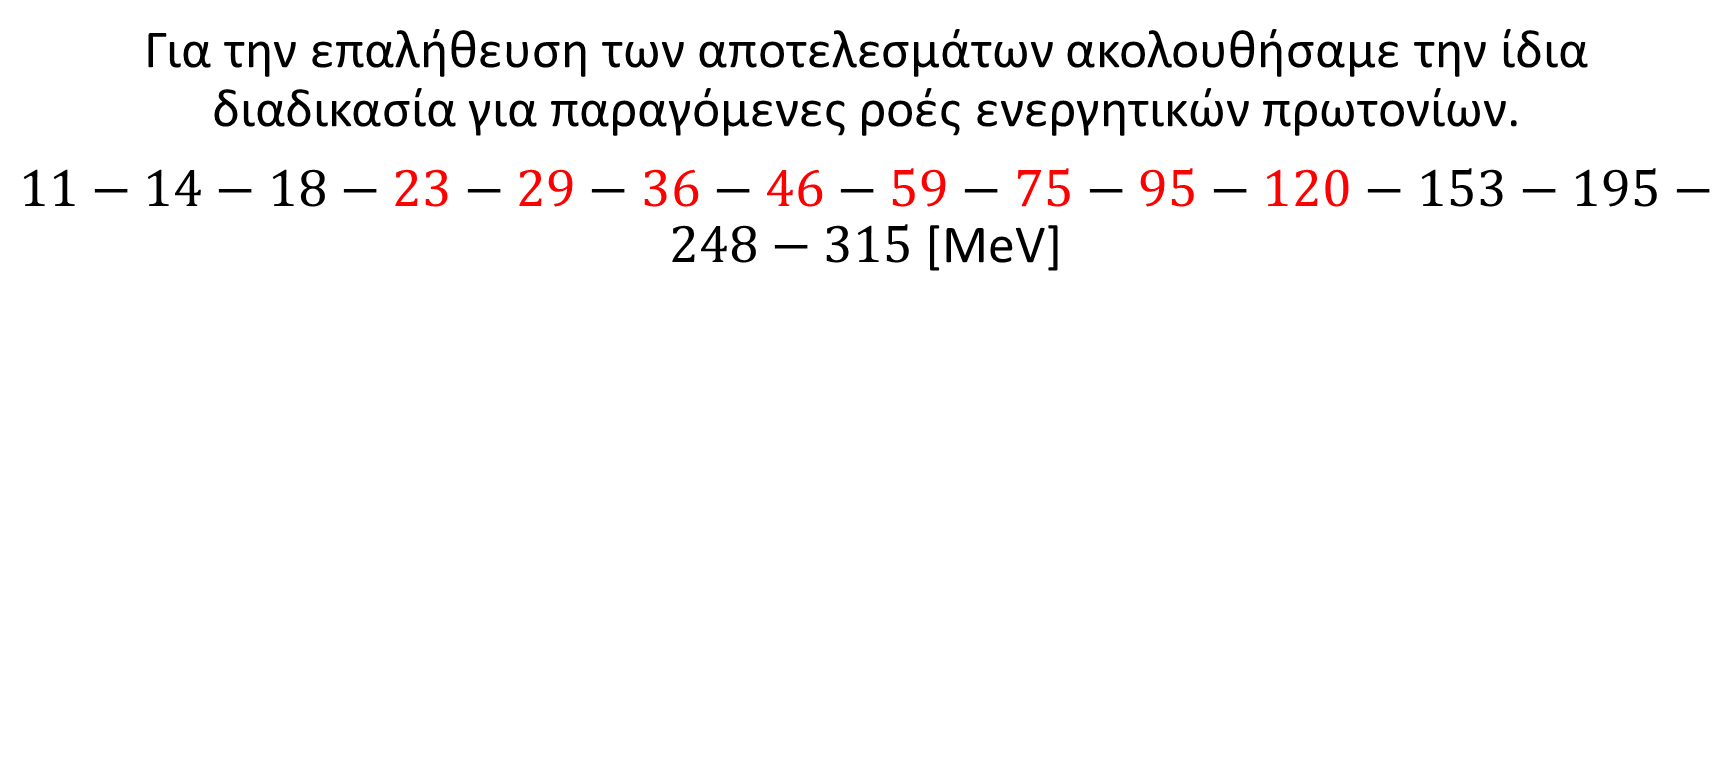 Για την επαλήθευση των αποτελεσμάτων ακολουθήσαμε την ίδια
διαδικασία για παραγόμενες ροές ενεργητικών πρωτονίων.
11 − 14 − 18 − 23 − 29 − 36 − 46 − 59 − 75 − 95 − 120 − 153 − 195 −
248 − 315 [MeV]